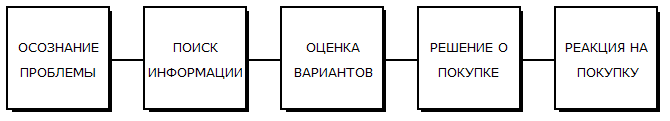 ОСОЗНАНИЕ
ПРОБЛЕМЫ
ПОИСК
ИНФОРМАЦИИ
ОЦЕНКА
ВАРИАНТОВ
РЕШЕНИЕ О
ПОКУПКЕ
РЕАКЦИЯ НА
ПОКУПКУ